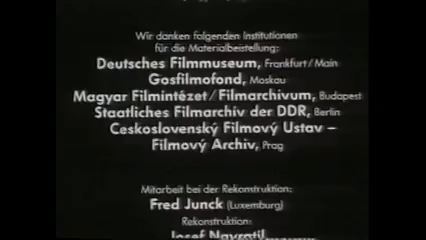 Wir danken folgenden Institutionen
für die Materialbeistellung:
Deutsches Filmmuseum, Frankfurt/Main
Gosfilmofond, Moskau
Magyar Filmintézet/Filmarchivum, Budapest
Staatliches Filmarchiv der DDR, Berlin
Ceskoslovenský Filmový Ustav –
Filmový Archiv, Prag
Mitarbeit bei der Rekonstruktion:
Fred Junck (Luxemburg)
Rekonstruktion:
Josef Navratil